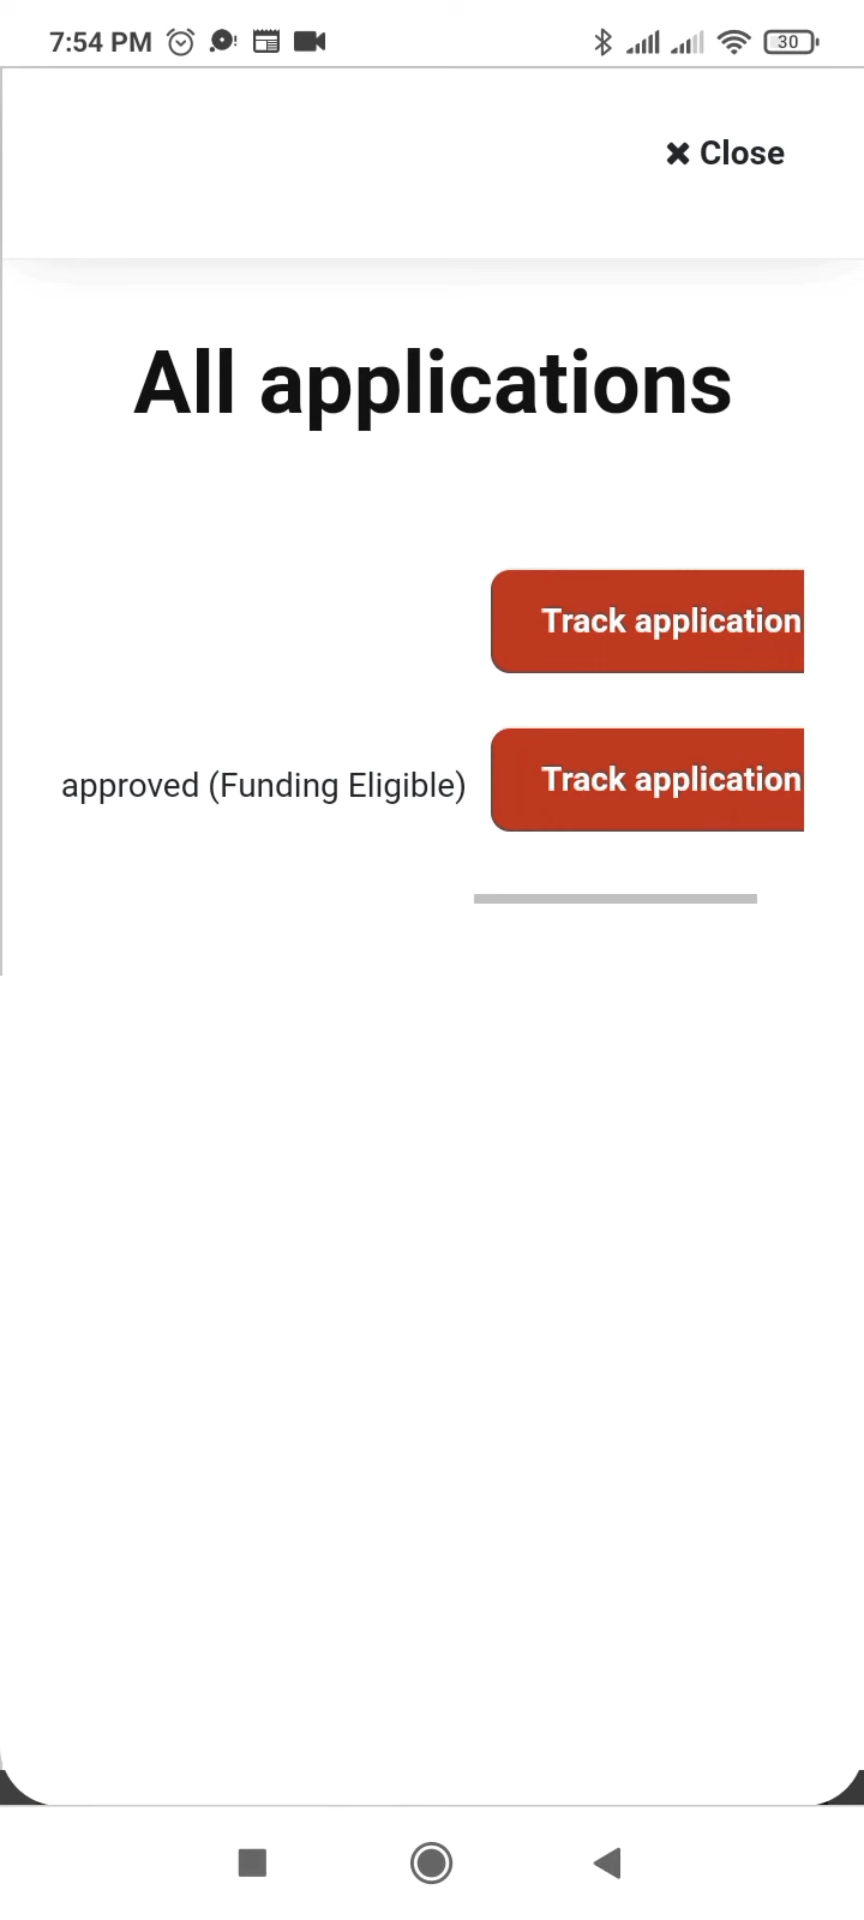 7:54 PM
30
✖ Close
All applications
Track application
approved (Funding Eligible)
Track application